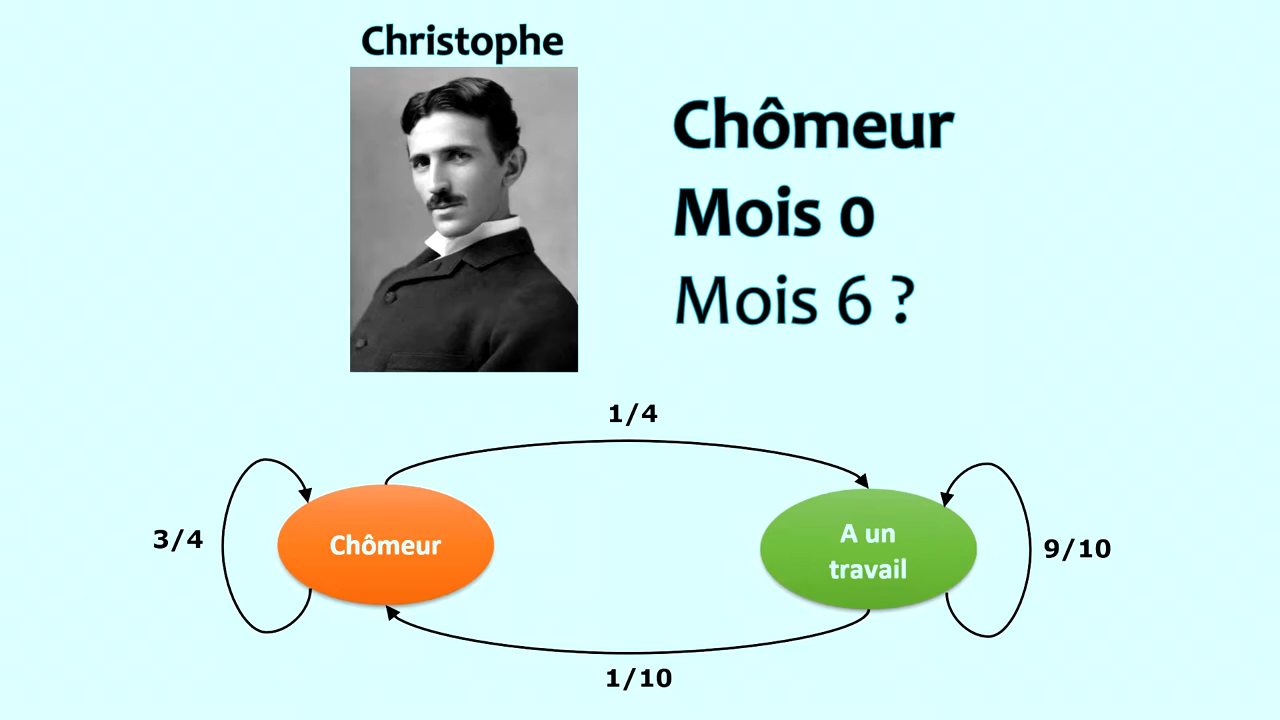 Christophe
Chômeur
Mois 0
Mois 6 ?
1/4
3/4
Chômeur
A un
travail
9/10
1/10